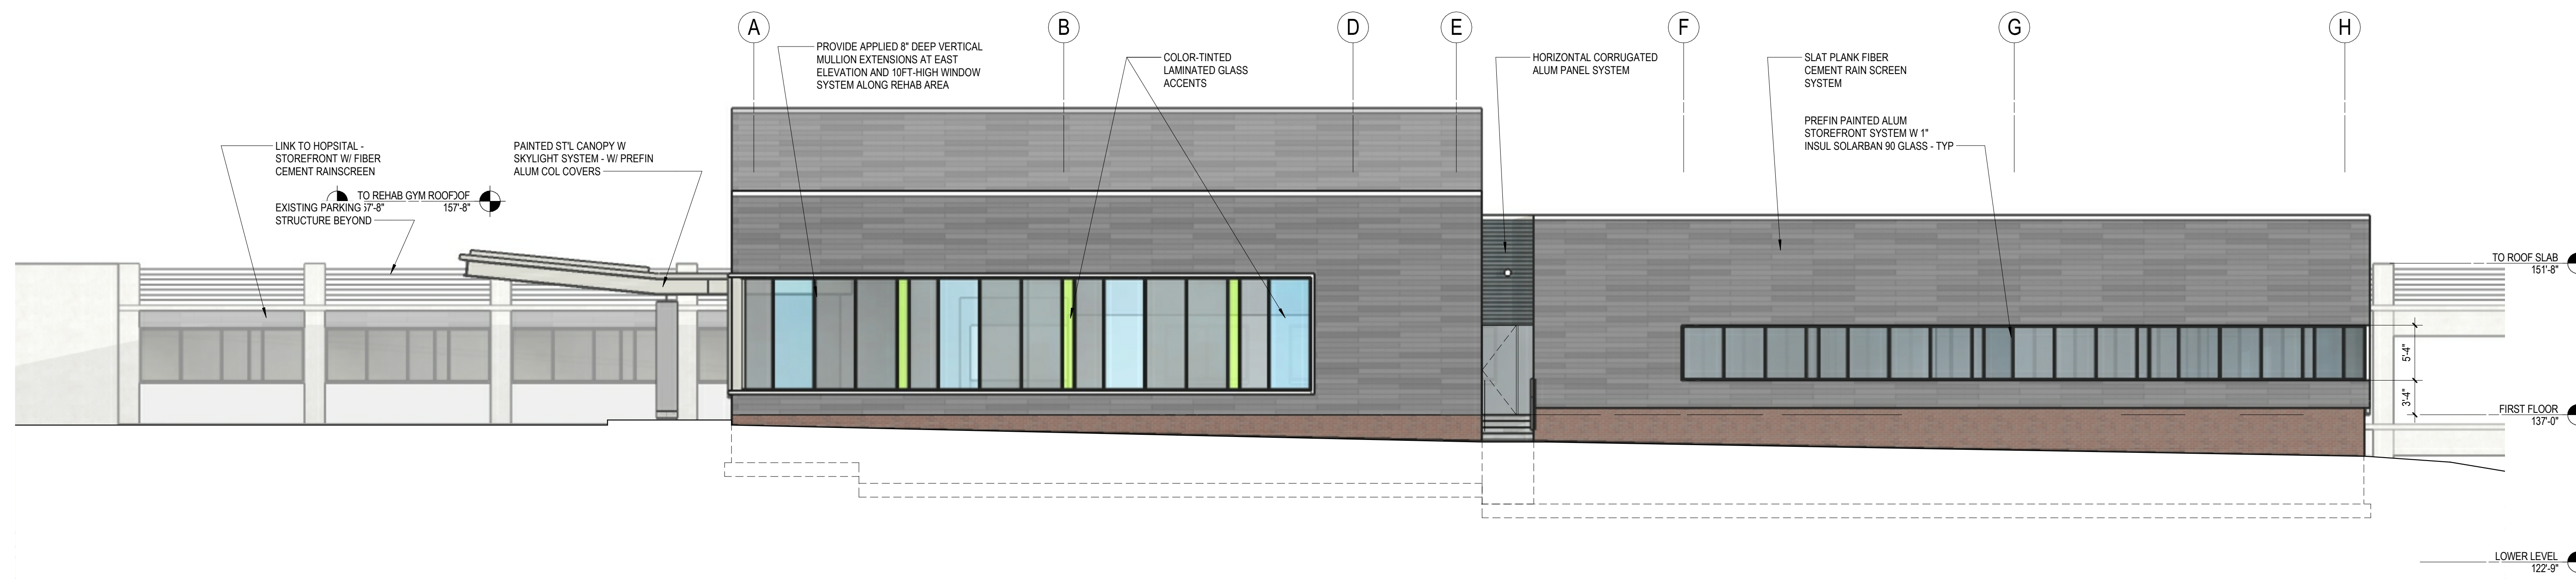 A
B
D
E
F
G
H
PROVIDE APPLIED 8" DEEP VERTICAL
MULLION EXTENSIONS AT EAST
ELEVATION AND 10FT-HIGH WINDOW
SYSTEM ALONG REHAB AREA
COLOR-TINTED
LAMINATED GLASS
ACCENTS
HORIZONTAL CORRUGATED
ALUM PANEL SYSTEM
SLAT PLANK FIBER
CEMENT RAIN SCREEN
SYSTEM
PREFIN PAINTED ALUM
STOREFRONT SYSTEM W 1"
INSUL SOLARBAN 90 GLASS - TYP
LINK TO HOPSITAL -
STOREFRONT W/ FIBER
CEMENT RAINSCREEN
PAINTED ST'L CANOPY W
SKYLIGHT SYSTEM - W/ PREFIN
ALUM COL COVERS
TO REHAB GYM ROOF
157'-8"
EXISTING PARKING
STRUCTURE BEYOND
TO ROOF SLAB
151'-8"
5'-4"
3'-4"
FIRST FLOOR
137'-0"
LOWER LEVEL
122'-9"